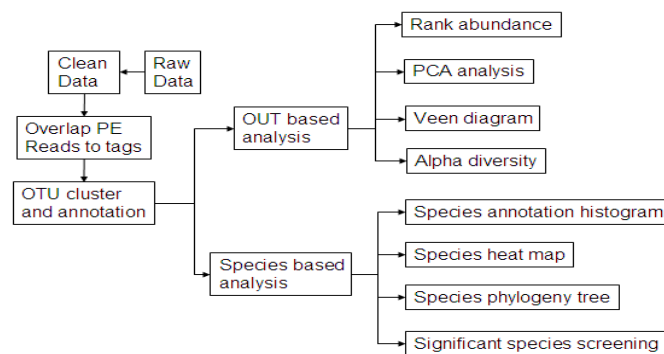 Clean
Data
Raw
Data
Overlap PE
Reads to tags
OTU cluster
and annotation
OUT based
analysis
Rank abundance
PCA analysis
Veen diagram
Alpha diversity
Species based
analysis
Species annotation histogram
Species heat map
Species phylogeny tree
Significant species screening